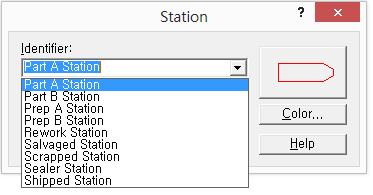 Station
?
Identifier:
Part A Station
Part A Station
Part B Station
Prep A Station
Prep B Station
Rework Station
Salvaged Station
Scrapped Station
Sealer Station
Shipped Station
Color...
Help